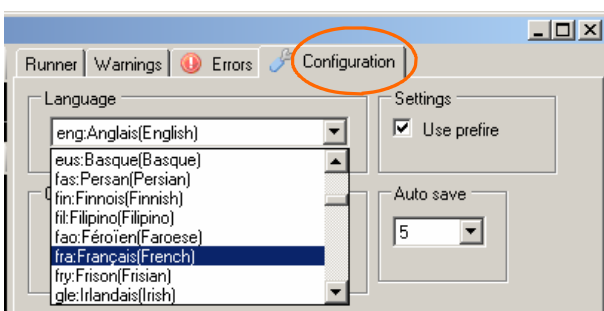 Runner Warnings Errors Configuration
Language Settings
eng:Anglais(English) Use prefire
eus:Basque(Basque)
fas:Persan(Persian)
fin:Finnois(Finnish) Auto save
fil:Filipino(Filipino)
fao:Féroïen(Faroese) 5
fra:Français(French)
fry:Frison(Frisian)
gle:Irlandais(Irish)